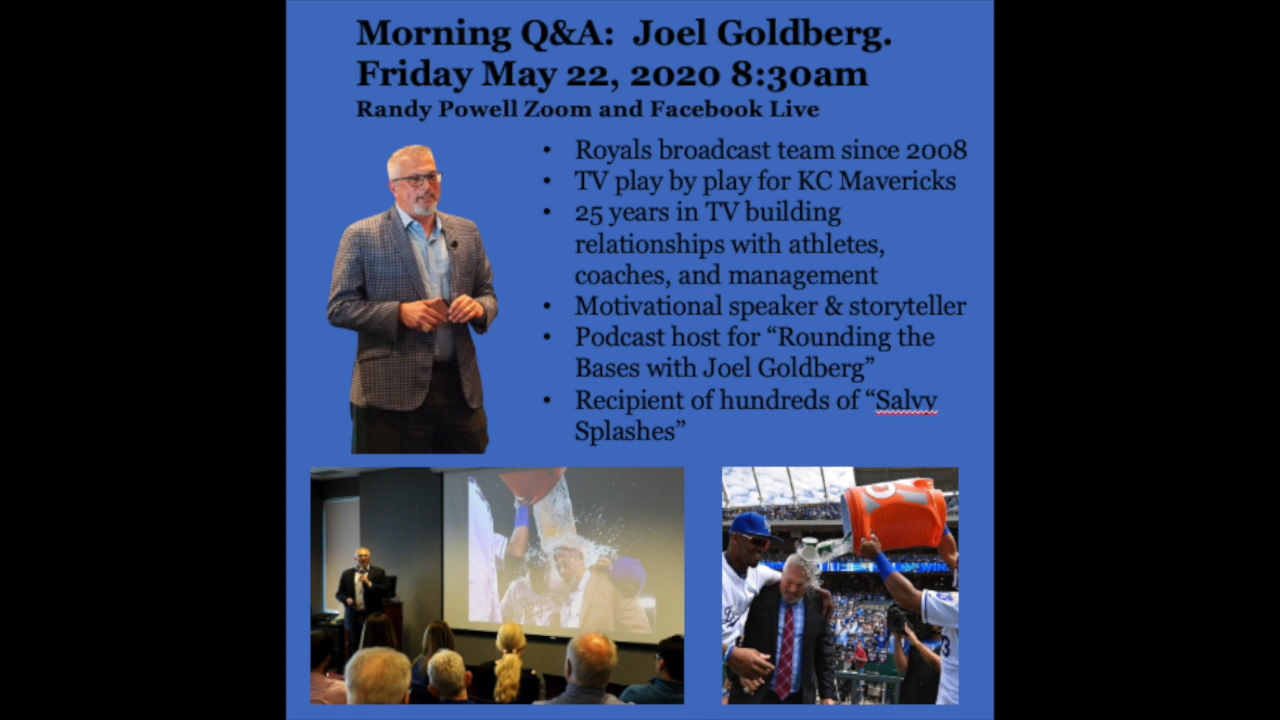 Morning Q&A:  Joel Goldberg.
Friday May 22, 2020 8:30am
Randy Powell Zoom and Facebook Live
• Royals broadcast team since 2008
• TV play by play for KC Mavericks
• 25 years in TV building
relationships with athletes,
coaches, and management
• Motivational speaker & storyteller
• Podcast host for “Rounding the
Bases with Joel Goldberg”
• Recipient of hundreds of “Salvy
Splashes”